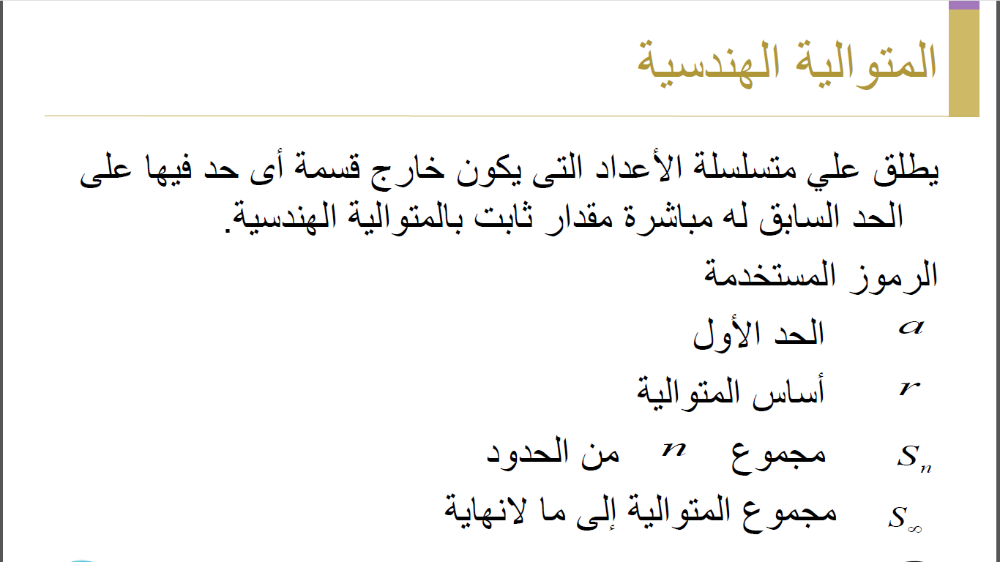 المتوالية الهندسية
يطلق علي متسلسلة الأعداد التى يكون خارج قسمة أى حد فيها على
الحد السابق له مباشرة مقدار ثابت بالمتوالية الهندسية.
الرموز المستخدمة
a الحد الأول
r أساس المتوالية
S_n مجموع n من الحدود
S_∞ مجموع المتوالية إلى ما لانهاية